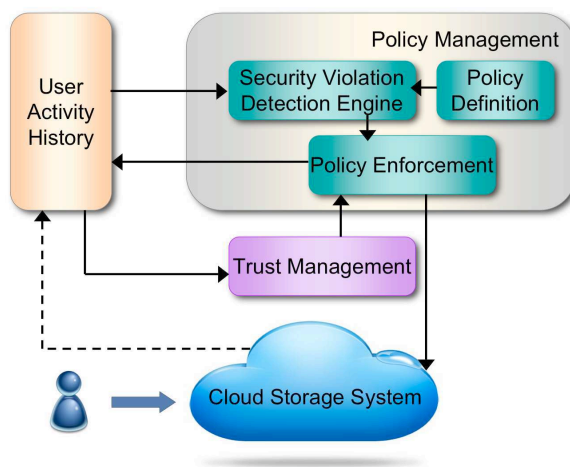 Policy Management
User
Activity
History
Security Violation
Detection Engine
Policy
Definition
Policy Enforcement
Trust Management
Cloud Storage System